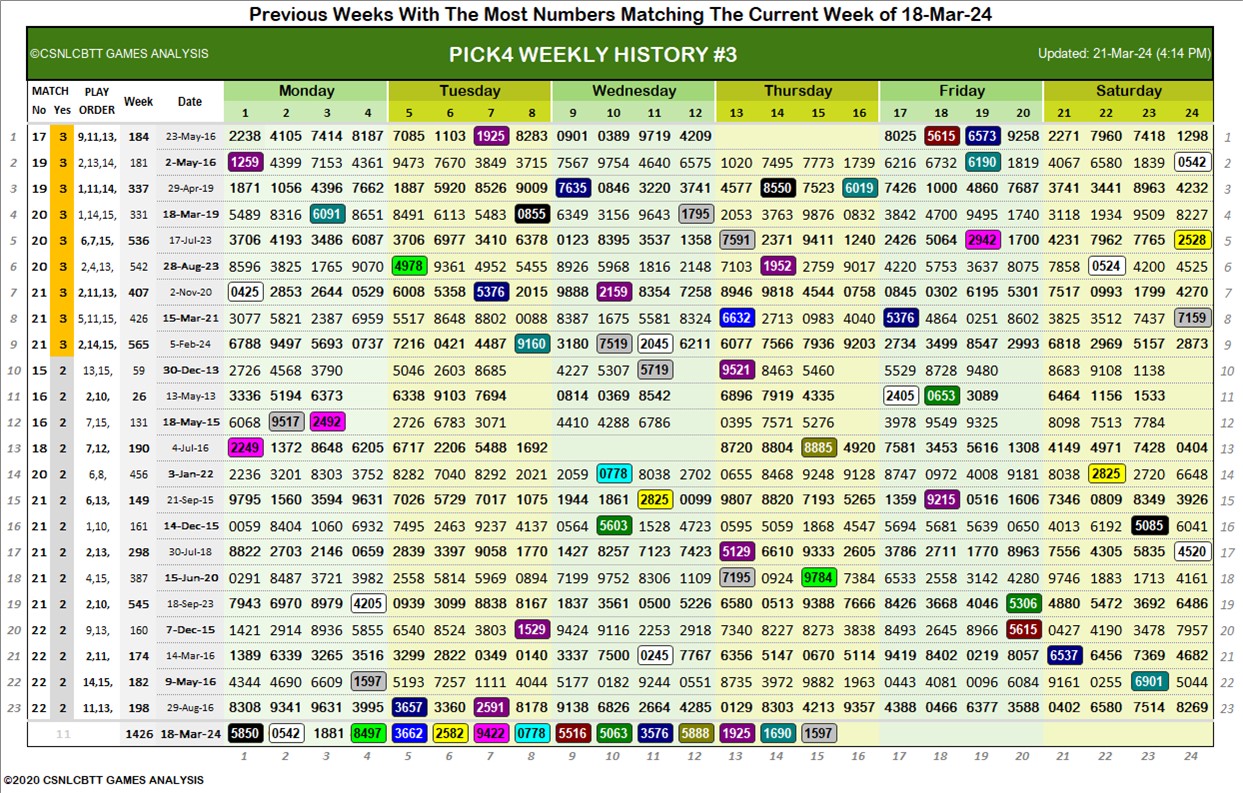 Previous Weeks With The Most Numbers Matching The Current Week of 18-Mar-24
©CSNLCBTT GAMES ANALYSIS PICK4 WEEKLY HISTORY #3 Updated: 21-Mar-24 (4:14 PM)
MATCH PLAY Week Date Monday Tuesday Wednesday Thursday Friday Saturday
No Yes ORDER 1 2 3 4 5 6 7 8 9 10 11 12 13 14 15 16 17 18 19 20 21 22 23 24
1 17 3 9,11,13, 184 23-May-16 2238 4105 7414 8187 7085 1103 1925 8283 0901 0389 9719 4209 8025 5615 6573 9258 2271 7960 7418 1298 1
2 19 3 2,13,14, 181 2-May-16 1259 4399 7153 4361 9473 7670 3849 3715 7567 9754 4640 6575 1020 7495 7773 1739 6216 6732 6190 1819 4067 6580 1839 0542 2
3 19 3 1,11,14, 337 29-Apr-19 1871 1056 4396 7662 1887 5920 8526 9009 7635 0846 3220 3741 4577 8550 7523 6019 7426 1000 4860 7687 3741 3441 8963 4232 3
4 20 3 1,14,15, 331 18-Mar-19 5489 8316 6091 8651 8491 6113 5483 0855 6349 3156 9643 1795 2053 3763 9876 0832 3842 4700 9495 1740 3118 1934 9509 8227 4
5 20 3 6,7,15, 536 17-Jul-23 3706 4193 3486 6087 3706 6977 3410 6378 0123 8395 3537 1358 7591 2371 9411 1240 2426 5064 2942 1700 4231 7962 7765 2528 5
6 20 3 2,4,13, 542 28-Aug-23 8596 3825 1765 9070 4978 9361 4952 5455 8926 5968 1816 2148 7103 1952 2759 9017 4220 5753 3637 8075 7858 0524 4200 4525 6
7 21 3 2,11,13, 407 2-Nov-20 0425 2853 2644 0529 6008 5358 5376 2015 9888 2159 8354 7258 8946 9818 4544 0758 0845 0302 6195 5301 7517 0993 1799 4270 7
8 21 3 5,11,15, 426 15-Mar-21 3077 5821 2387 6959 5517 8648 8802 0088 8387 1675 5581 8324 6632 2713 0983 4040 5376 4864 0251 8602 3825 3512 7437 7159 8
9 21 3 2,14,15, 565 5-Feb-24 6788 9497 5693 0737 7216 0421 4487 9160 3180 7519 2045 6211 6077 7566 7936 9203 2734 3499 8547 2993 6818 2969 5157 2873 9
10 15 2 13,15, 59 30-Dec-13 2726 4568 3790 5046 2603 8685 4227 5307 5719 9521 8463 5460 5529 8728 9480 8683 9108 1138 10
11 16 2 2,10, 26 13-May-13 3336 5194 6373 6338 9103 7694 0814 0369 8542 6896 7919 4335 2405 0653 3089 6464 1156 1533 11
12 16 2 7,15, 131 18-May-15 6068 9517 2492 2726 6783 3071 4410 4288 6786 0395 7571 5276 3978 9549 9325 8098 7513 7784 12
13 18 2 7,12, 190 4-Jul-16 2249 1372 8648 6205 6717 2206 5488 1692 8720 8804 8885 4920 7581 3453 5616 1308 4149 4971 7428 0404 13
14 20 2 6,8, 456 3-Jan-22 2236 3201 8303 3752 8282 7040 8292 2021 2059 0778 8038 2702 0655 8468 9248 9128 8747 0972 4008 9181 8038 2825 2720 6648 14
15 21 2 6,13, 149 21-Sep-15 9795 1560 3594 9631 7026 5729 7017 1075 1944 1861 2825 0099 9807 8820 7193 5265 1359 9215 0516 1606 7346 0809 8349 3926 15
16 21 2 1,10, 161 14-Dec-15 0059 8404 1060 6932 7495 2463 9237 4137 0564 5603 1528 4723 0595 5059 1868 4547 5694 5681 5639 0650 4013 6192 5085 6041 16
17 21 2 2,13, 298 30-Jul-18 8822 2703 2146 0659 2839 3397 9058 1770 1427 8257 7123 7423 5129 6610 9333 2605 3786 2711 1770 8963 7556 4305 5835 4520 17
18 21 2 4,15, 387 15-Jun-20 0291 8487 3721 3982 2558 5814 5969 0894 7199 9752 8306 1109 7195 0924 9784 7384 6533 2558 3142 4280 9746 1883 1713 4161 18
19 21 2 2,10, 545 18-Sep-23 7943 6970 8979 4205 0939 3099 8838 8167 1837 3561 0500 5226 6580 0513 9388 7666 8426 3668 4046 5306 4880 5472 3692 6486 19
20 22 2 9,13, 160 7-Dec-15 1421 2914 8959 5855 6540 8524 3803 1529 9424 9116 2253 2918 7340 8227 8273 3838 8493 2645 8966 5615 0427 4190 3478 7957 20
21 22 2 2,11, 174 14-Mar-16 1389 6339 3265 3516 3299 2822 0349 0140 3337 7500 0245 7767 6356 5147 0670 5114 9419 8402 0219 8057 6537 6456 7369 4682 21
22 22 2 14,15, 182 9-May-16 4344 4690 6609 1597 5193 7257 1111 4044 5177 0182 9244 0551 8735 3972 9882 1963 0443 4081 0096 6084 9161 0255 6901 5044 22
23 22 2 11,13, 198 29-Aug-16 8308 9341 9631 3995 3657 3360 2591 8178 9138 6826 2664 4285 0129 8303 4213 9357 4388 0466 6377 3588 0402 6580 7514 8269 23
11 1426 18-Mar-24 5850 0542 1881 8497 3662 2582 9422 0778 5516 5063 3576 5888 1925 1690 1597
1 2 3 4 5 6 7 8 9 10 11 12 13 14 15 16 17 18 19 20 21 22 23 24
©2020 CSNLCBTT GAMES ANALYSIS